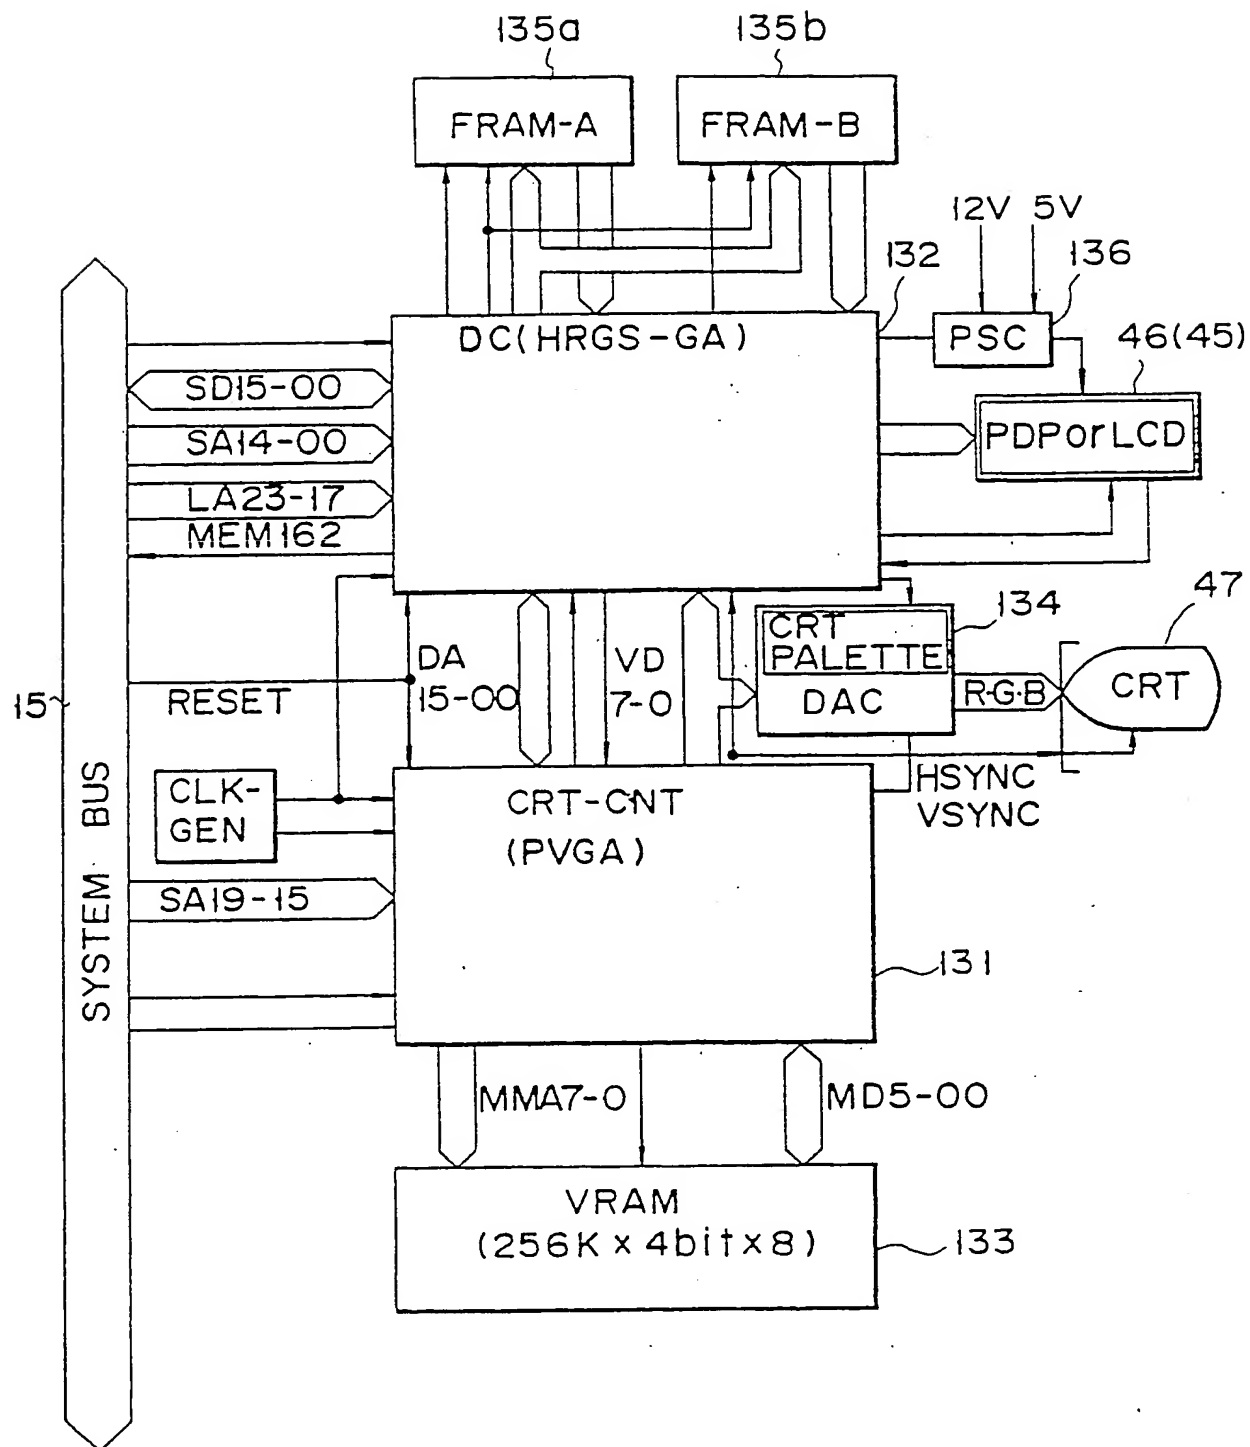 135a
135b
FRAM-A
FRAM-B
12V
5V
132
136
DC(HRGS-GA)
PSC
46(45)
SD15-00
SA14-00
PDPorLCD
LA23-17
MEM162
47
134
CRT
PALETTE
DA
15-00
VD
7-0
DAC
R·G·B
CRT
15
RESET
HSYNC
VSYNC
CLK-
GEN
CRT-CNT
(PVGA)
SYSTEM BUS
SA19-15
131
MMA7-0
MD5-00
VRAM
(256K x 4bit x 8)
133